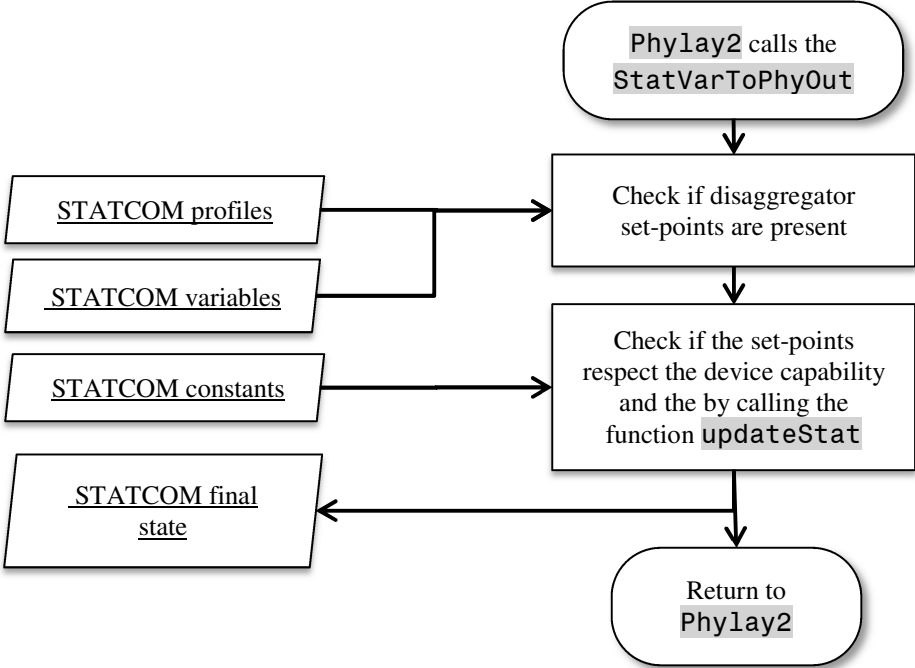 Phylay2 calls the
StatVarToPhyOut
STATCOM profiles
Check if disaggregator
set-points are present
STATCOM variables
Check if the set-points
respect the device capability
and the by calling the
function updateStat
STATCOM constants
STATCOM final
state
Return to
Phylay2